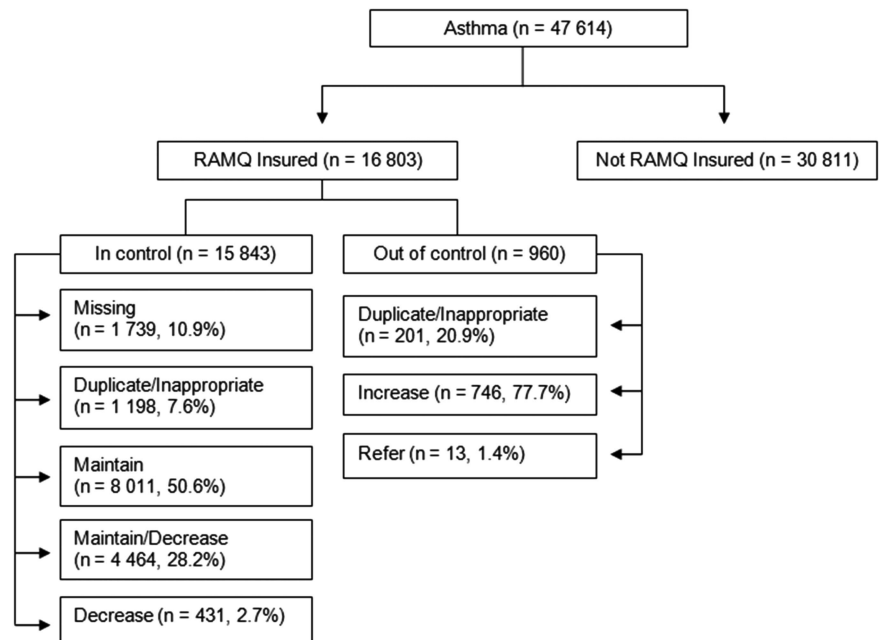 Asthma (n = 47 614)
RAMQ Insured (n = 16 803)
Not RAMQ Insured (n = 30 811)
In control (n = 15 843)
Missing
(n = 1 739, 10.9%)
Duplicate/Inappropriate
(n = 1 198, 7.6%)
Maintain
(n = 8 011, 50.6%)
Maintain/Decrease
(n = 4 464, 28.2%)
Decrease (n = 431, 2.7%)
Out of control (n = 960)
Duplicate/Inappropriate
(n = 201, 20.9%)
Increase (n = 746, 77.7%)
Refer (n = 13, 1.4%)